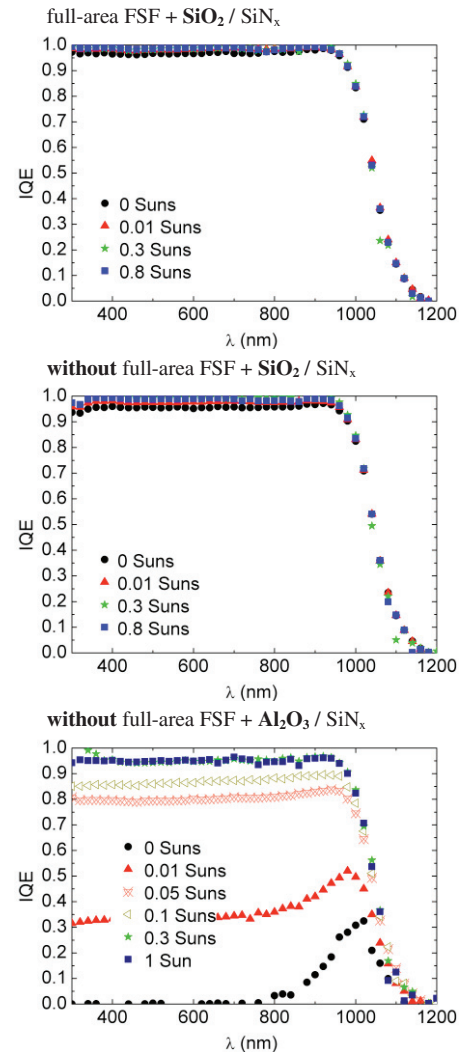 full-area FSF + SiO₂ / SiNₓ
1.0
0.9
0.8
0.7
0.6
0.5
0.4
0.3
0.2
0.1
0.0
IQE
0 Suns
0.01 Suns
0.3 Suns
0.8 Suns
400 600 800 1000 1200
λ (nm)
without full-area FSF + SiO₂ / SiNₓ
1.0
0.9
0.8
0.7
0.6
0.5
0.4
0.3
0.2
0.1
0.0
IQE
0 Suns
0.01 Suns
0.3 Suns
0.8 Suns
400 600 800 1000 1200
λ (nm)
without full-area FSF + Al₂O₃ / SiNₓ
1.0
0.9
0.8
0.7
0.6
0.5
0.4
0.3
0.2
0.1
0.0
IQE
0 Suns
0.01 Suns
0.05 Suns
0.1 Suns
0.3 Suns
1 Sun
400 600 800 1000 1200
λ (nm)